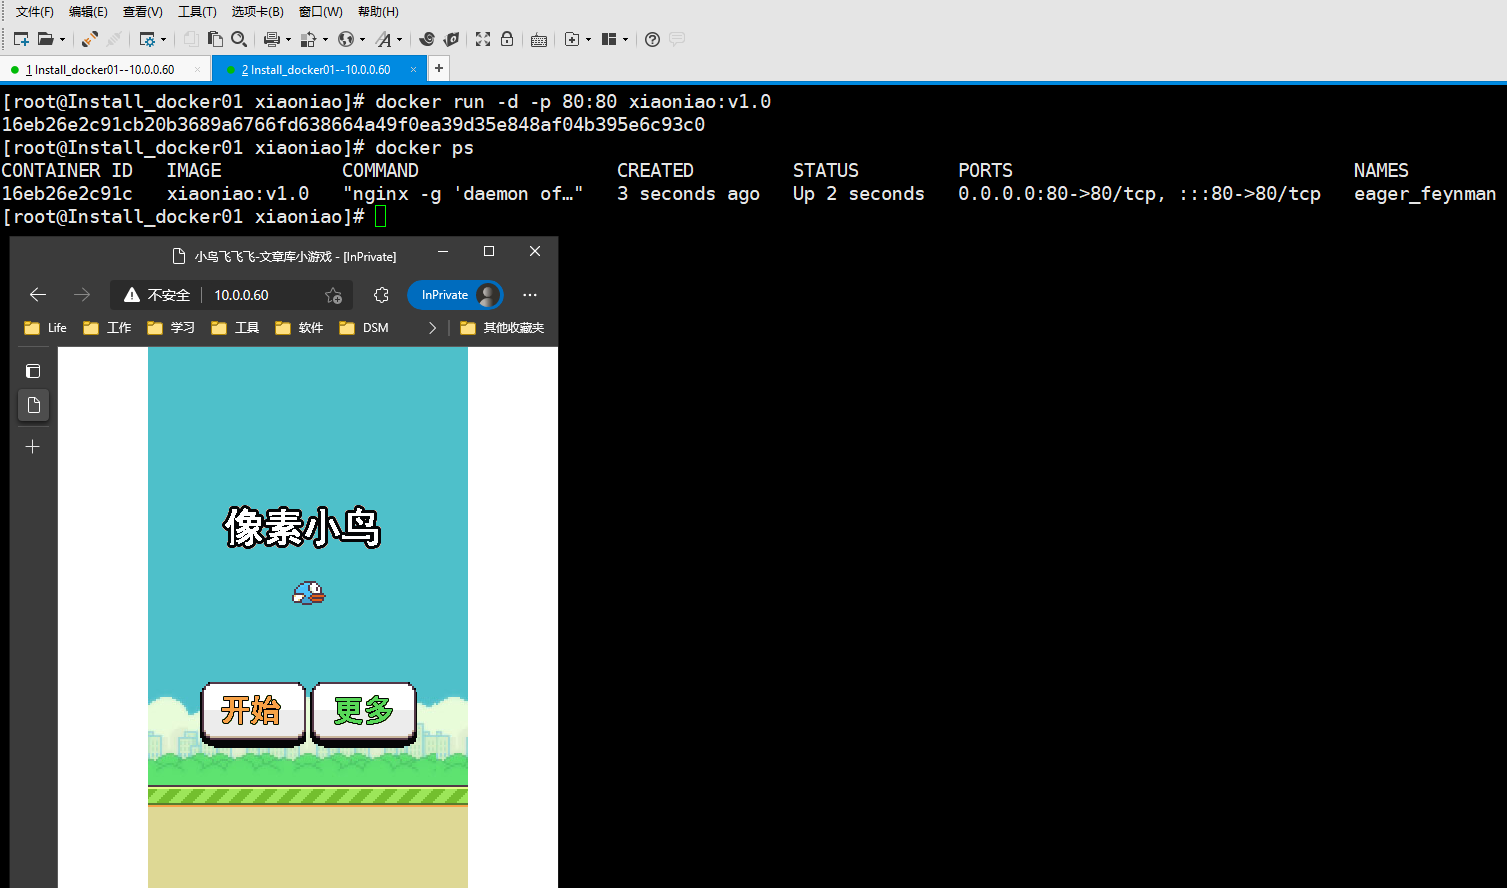 文件(F) 编辑(E) 查看(V) 工具(T) 选项卡(B) 窗口(W) 帮助(H)
1 Install_docker01--10.0.0.60 × 2 Install_docker01--10.0.0.60 × +
[root@Install_docker01 xiaoniao]# docker run -d -p 80:80 xiaoniao:v1.0
16eb26e2c91cb20b3689a6766fd638664a49f0ea39d35e848af04b395e6c93c0
[root@Install_docker01 xiaoniao]# docker ps
CONTAINER ID IMAGE COMMAND CREATED STATUS PORTS NAMES
16eb26e2c91c xiaoniao:v1.0 "nginx -g 'daemon of…" 3 seconds ago Up 2 seconds 0.0.0.0:80->80/tcp, :::80->80/tcp eager_feynman
[root@Install_docker01 xiaoniao]#
小鸟飞飞飞-文章库小游戏 - [InPrivate]
不安全 10.0.0.60 InPrivate
Life 工作 学习 工具 软件 DSM 其他收藏夹
像素小鸟
开始 更多